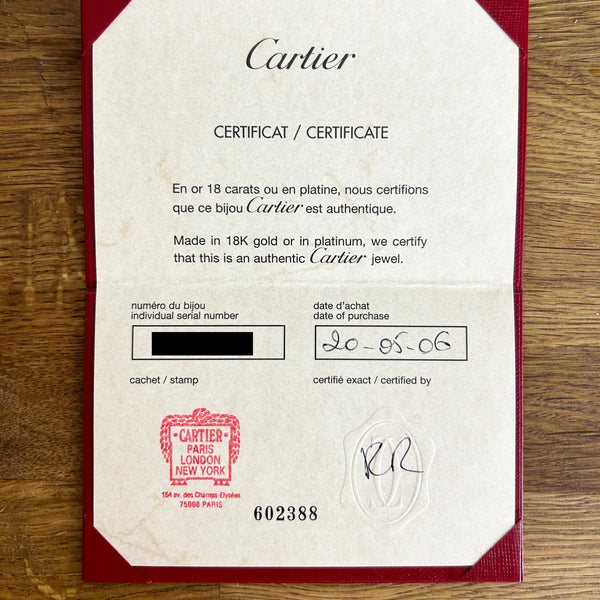 Cartier
CERTIFICAT / CERTIFICATE
En or 18 carats ou en platine, nous certifions
que ce bijou Cartier est authentique.
Made in 18K gold or in platinum, we certify
that this is an authentic Cartier jewel.
numéro du bijou
individual serial number
date d'achat
date of purchase
20-05-06
cachet / stamp
certifié exact / certified by
CARTIER
PARIS
LONDON
NEW YORK
154 av. des Champs-Elysées
75008 PARIS
RR
602388